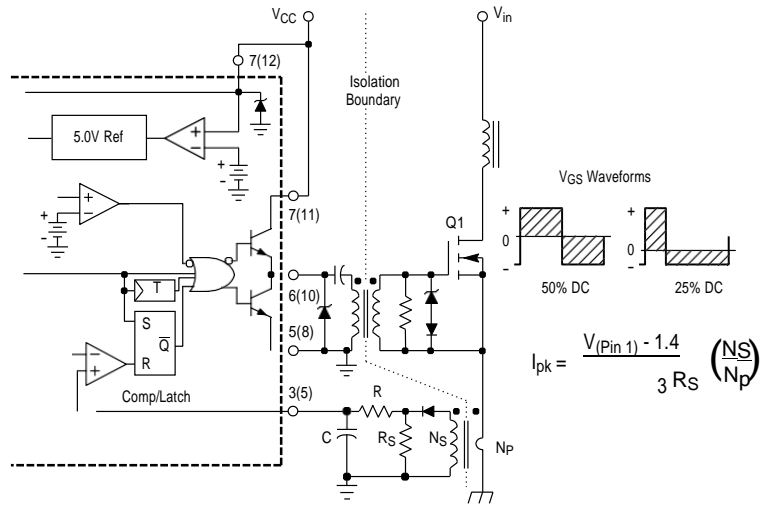 VCC
Vin
7(12)
Isolation
Boundary
5.0V Ref
+
–
+
–
VGS Waveforms
+
–
+
–
7(11)
Q1
+
0
–
+
0
–
50% DC
25% DC
6(10)
T
S
Q
R
5(8)
–
+
Comp/Latch
3(5)
R
C
RS
NS
NP
Ipk = V(Pin 1) - 1.4 / 3 RS (NS/Np)